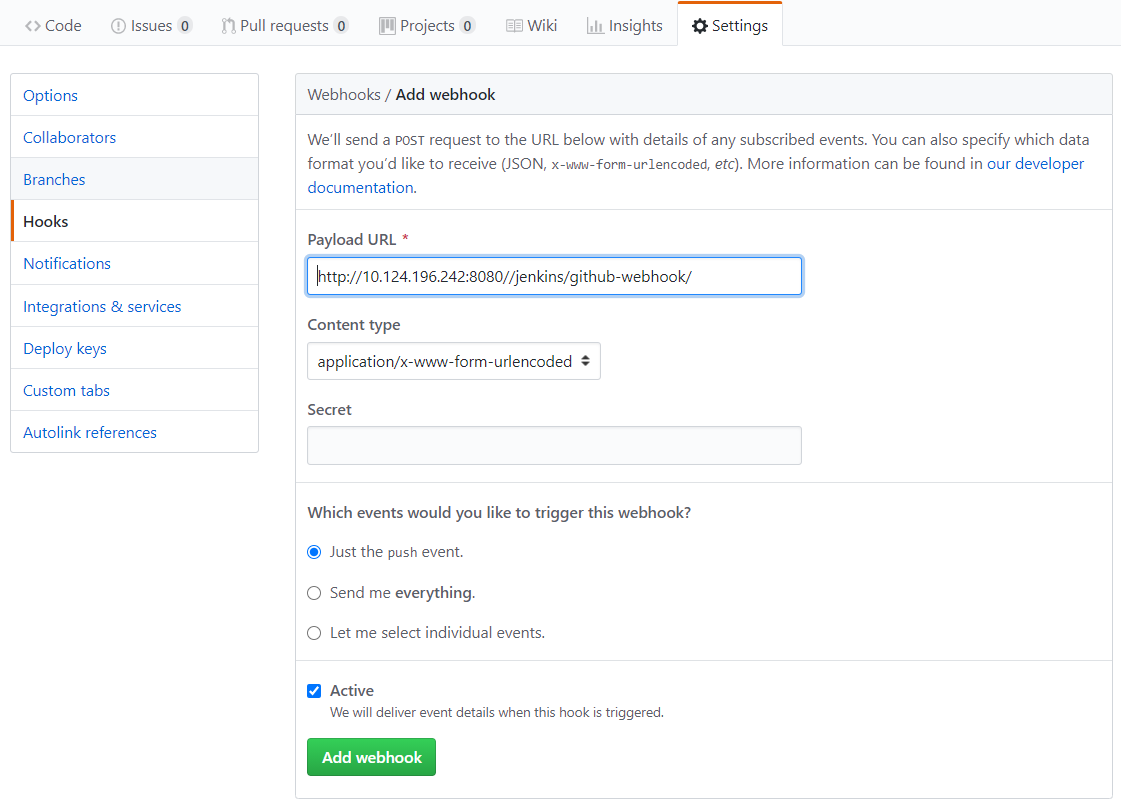 Code Issues 0 Pull requests 0 Projects 0 Wiki Insights Settings
Options
Collaborators
Branches
Hooks
Notifications
Integrations & services
Deploy keys
Custom tabs
Autolink references
Webhooks / Add webhook
We'll send a POST request to the URL below with details of any subscribed events. You can also specify which data
format you'd like to receive (JSON, x-www-form-urlencoded, etc). More information can be found in our developer
documentation.
Payload URL *
http://10.124.196.242:8080//jenkins/github-webhook/
Content type
application/x-www-form-urlencoded
Secret
Which events would you like to trigger this webhook?
Just the push event.
Send me everything.
Let me select individual events.
Active
We will deliver event details when this hook is triggered.
Add webhook